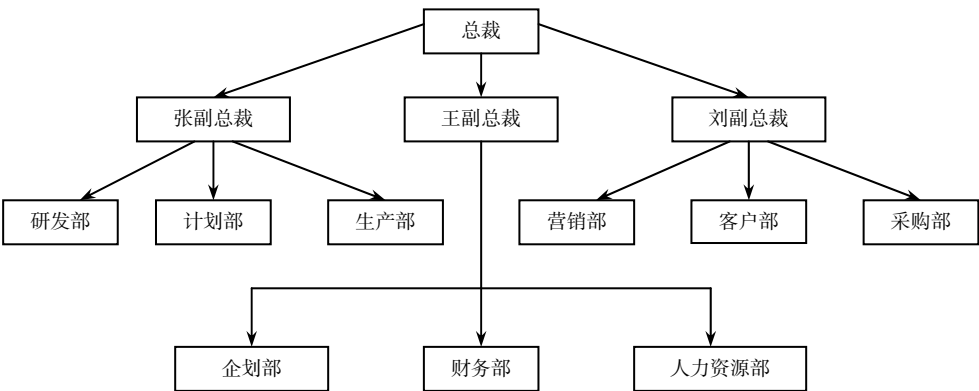 总裁
张副总裁
王副总裁
刘副总裁
研发部
计划部
生产部
营销部
客户部
采购部
企划部
财务部
人力资源部